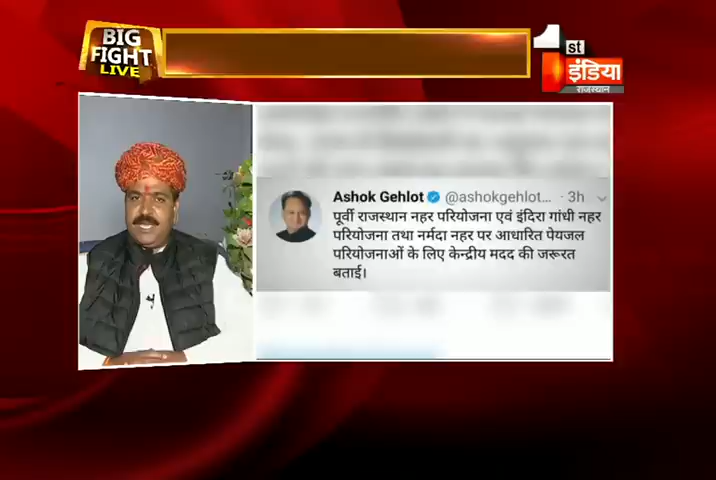 BIG
FIGHT
LIVE
1st
इंडिया
राजस्थान
Ashok Gehlot @ashokgehlot... · 3h
पूर्वी राजस्थान नहर परियोजना एवं इंदिरा गांधी नहर
परियोजना तथा नर्मदा नहर पर आधारित पेयजल
परियोजनाओं के लिए केन्द्रीय मदद की जरूरत
बताई।